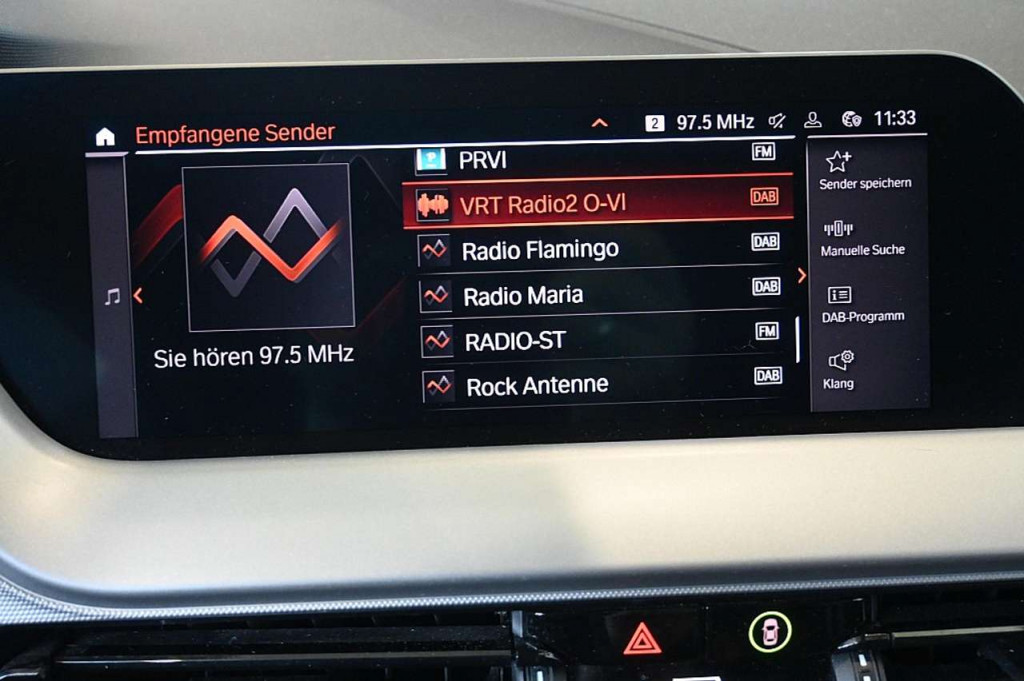 Empfangene Sender
2 97.5 MHz 11:33
PRVI FM
VRT Radio2 O-VI DAB
Radio Flamingo DAB
Radio Maria DAB
RADIO-ST FM
Rock Antenne DAB
Sie hören 97.5 MHz
Sender speichern
Manuelle Suche
DAB-Programm
Klang